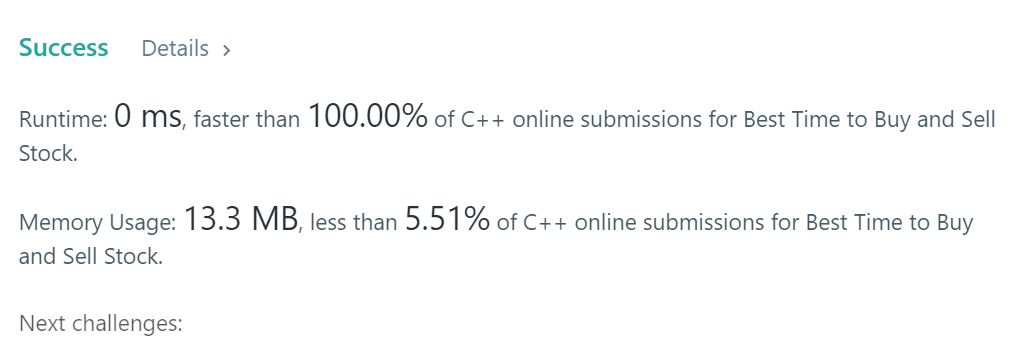 Success Details >
Runtime: 0 ms, faster than 100.00% of C++ online submissions for Best Time to Buy and Sell
Stock.
Memory Usage: 13.3 MB, less than 5.51% of C++ online submissions for Best Time to Buy
and Sell Stock.
Next challenges: